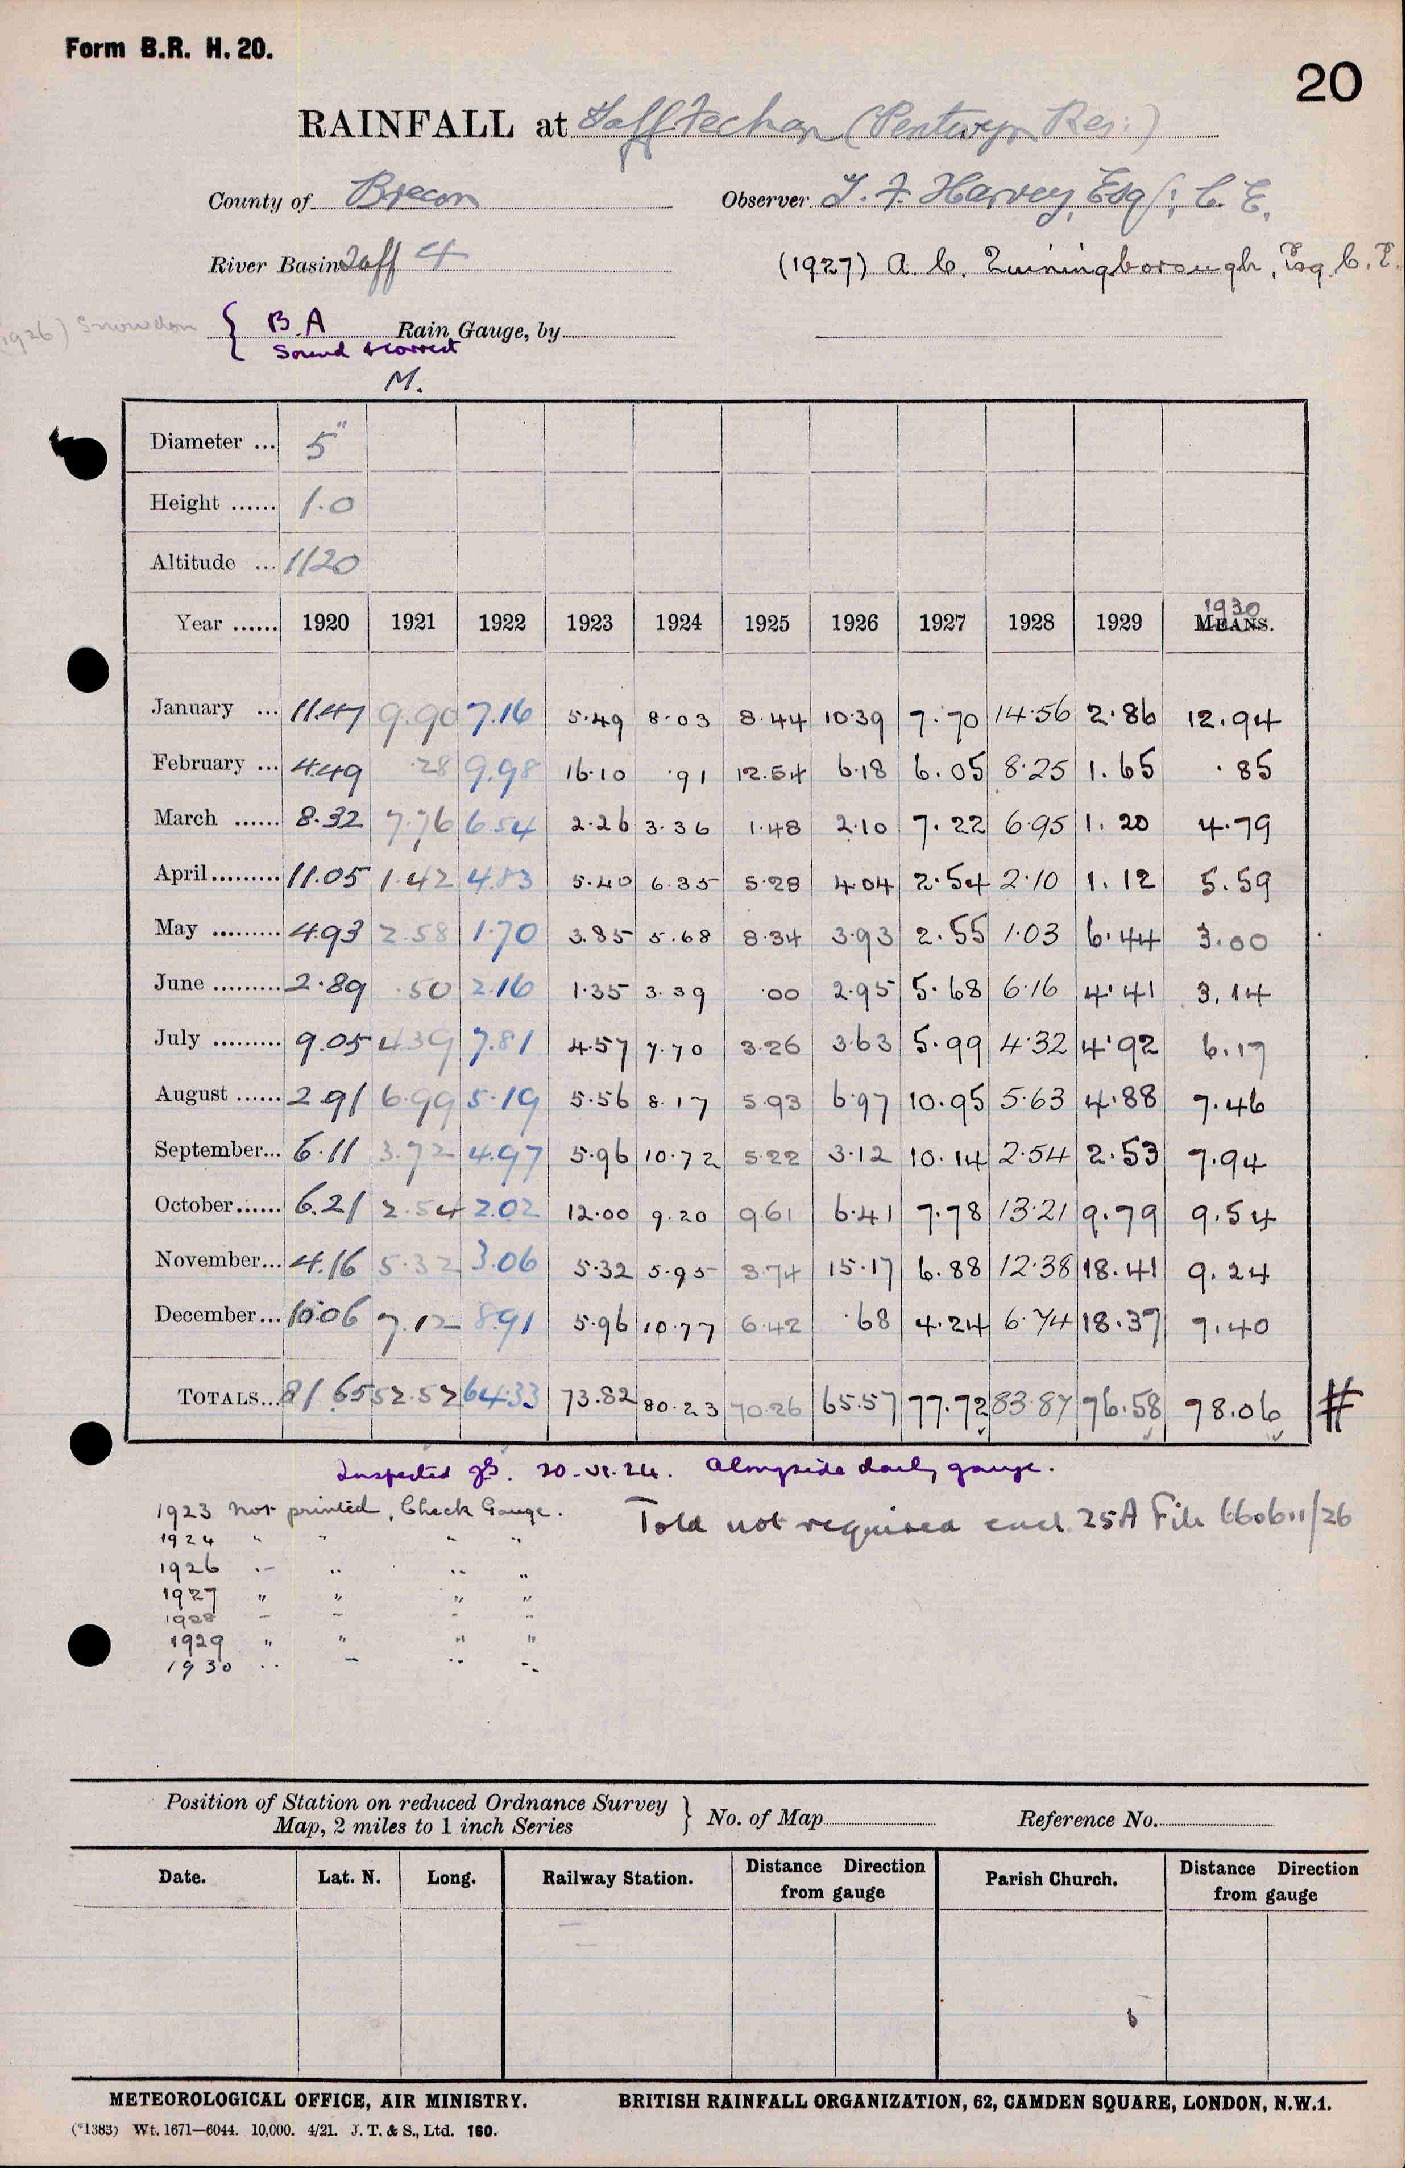 Form B.R. H. 20.
20
RAINFALL at Taff Fechan (Pentwyn Res:)
County of Brecon Observer T. F. Harvey, Esq; C. E.
River Basin Taff 4 (1927) A. C. Esq. C. E.
(1926) Snowdon { B.A Rain Gauge, by
Sound & correct
M.
Diameter ... 5"
Height ...... 1.0
Altitude ... 1120
1930
Year ...... 1920 1921 1922 1923 1924 1925 1926 1927 1928 1929 MEANS.
January ... 11.47 9.90 7.16 5.49 8.03 8.44 10.39 7.70 14.56 2.86 12.94
February ... 4.49 .28 9.98 16.10 .91 12.54 6.18 6.05 8.25 1.65 .85
March ...... 8.32 7.76 6.54 2.26 3.36 1.48 2.10 7.22 6.95 1.20 4.79
April ......... 11.05 1.42 4.83 5.40 6.35 5.28 4.04 2.54 2.10 1.12 5.59
May ......... 4.93 2.58 1.70 3.85 5.68 8.34 3.93 2.55 1.03 6.44 3.00
June ......... 2.89 .50 2.16 1.35 3.39 .00 2.95 5.68 6.16 4.41 3.14
July ......... 9.05 4.39 7.81 4.57 7.70 3.26 3.63 5.99 4.32 4.92 6.17
August ...... 2.91 6.99 5.19 5.56 8.17 5.93 6.97 10.95 5.63 4.88 7.46
September... 6.11 3.72 4.97 5.96 10.72 5.22 3.12 10.14 2.54 2.53 7.94
October...... 6.21 2.54 2.02 12.00 9.20 9.61 6.41 7.78 13.21 9.79 9.54
November... 4.16 5.32 3.06 5.32 5.95 3.74 15.17 6.88 12.38 18.41 9.24
December... 10.06 7.12 8.91 5.96 10.77 6.42 .68 4.24 6.74 18.37 7.40
TOTALS... 81.65 52.52 64.33 73.82 80.23 70.26 65.57 77.72 83.87 76.58 78.06 #
Inspected 20.VI.24. Alongside daily gauge.
1923 not printed, Check Gauge. Told not required encl. 25A File 660611/26
1924 " " " "
1926 " " " "
1927 " " " "
1928 " " " "
1929 " " " "
1930 " " " "
Position of Station on reduced Ordnance Survey } No. of Map Reference No.
Map, 2 miles to 1 inch Series
Date. Lat. N. Long. Railway Station. Distance Direction Parish Church. Distance Direction
from gauge from gauge
METEOROLOGICAL OFFICE, AIR MINISTRY. BRITISH RAINFALL ORGANIZATION, 62, CAMDEN SQUARE, LONDON, N.W.1.
(*1383) Wt. 1671—6044. 10,000. 4/21. J. T. & S., Ltd. 160.